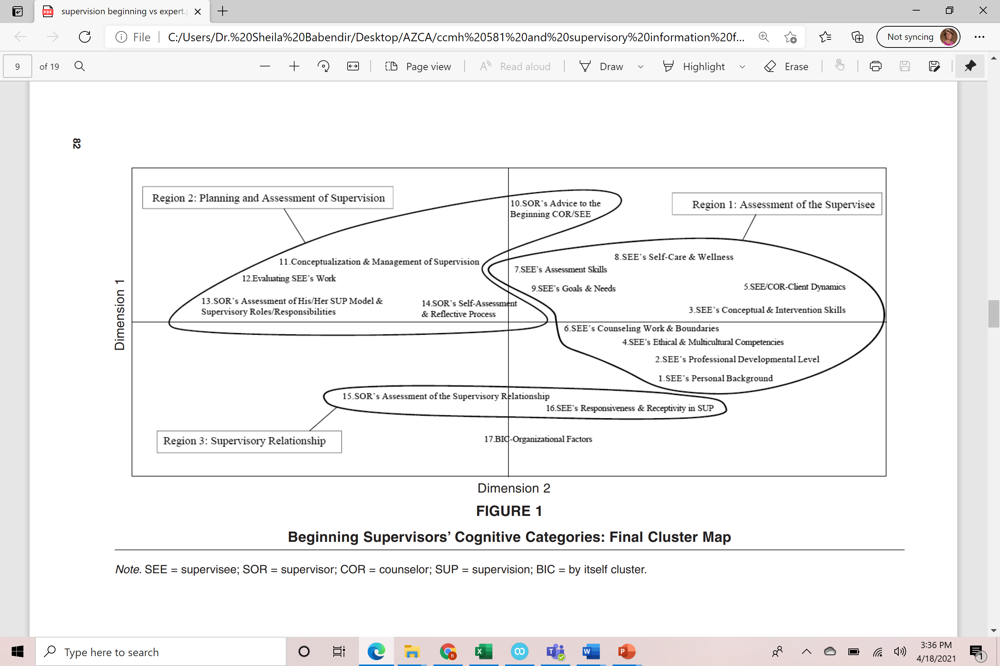 supervision beginning vs expert.p
File
C:/Users/Dr.%20Sheila%20Babendir/Desktop/AZCA/ccmh%20581%20and%20supervisory%20information%20f...
Not syncing
9 of 19
Page view
Read aloud
Draw
Highlight
Erase
82
Region 2: Planning and Assessment of Supervision
10.SOR's Advice to the
Beginning COR/SEE
Region 1: Assessment of the Supervisee
8.SEE's Self-Care & Wellness
11.Conceptualization & Management of Supervision
7.SEE's Assessment Skills
12.Evaluating SEE's Work
9.SEE's Goals & Needs
5.SEE/COR-Client Dynamics
13.SOR's Assessment of His/Her SUP Model &
Supervisory Roles/Responsibilities
14.SOR's Self-Assessment
& Reflective Process
3.SEE's Conceptual & Intervention Skills
Dimension 1
6.SEE's Counseling Work & Boundaries
4.SEE's Ethical & Multicultural Competencies
2.SEE's Professional Developmental Level
1.SEE's Personal Background
15.SOR's Assessment of the Supervisory Relationship
16.SEE's Responsiveness & Receptivity in SUP
Region 3: Supervisory Relationship
17.BIC-Organizational Factors
Dimension 2
FIGURE 1
Beginning Supervisors' Cognitive Categories: Final Cluster Map
Note. SEE = supervisee; SOR = supervisor; COR = counselor; SUP = supervision; BIC = by itself cluster.
Type here to search
3:36 PM
4/18/2021
1